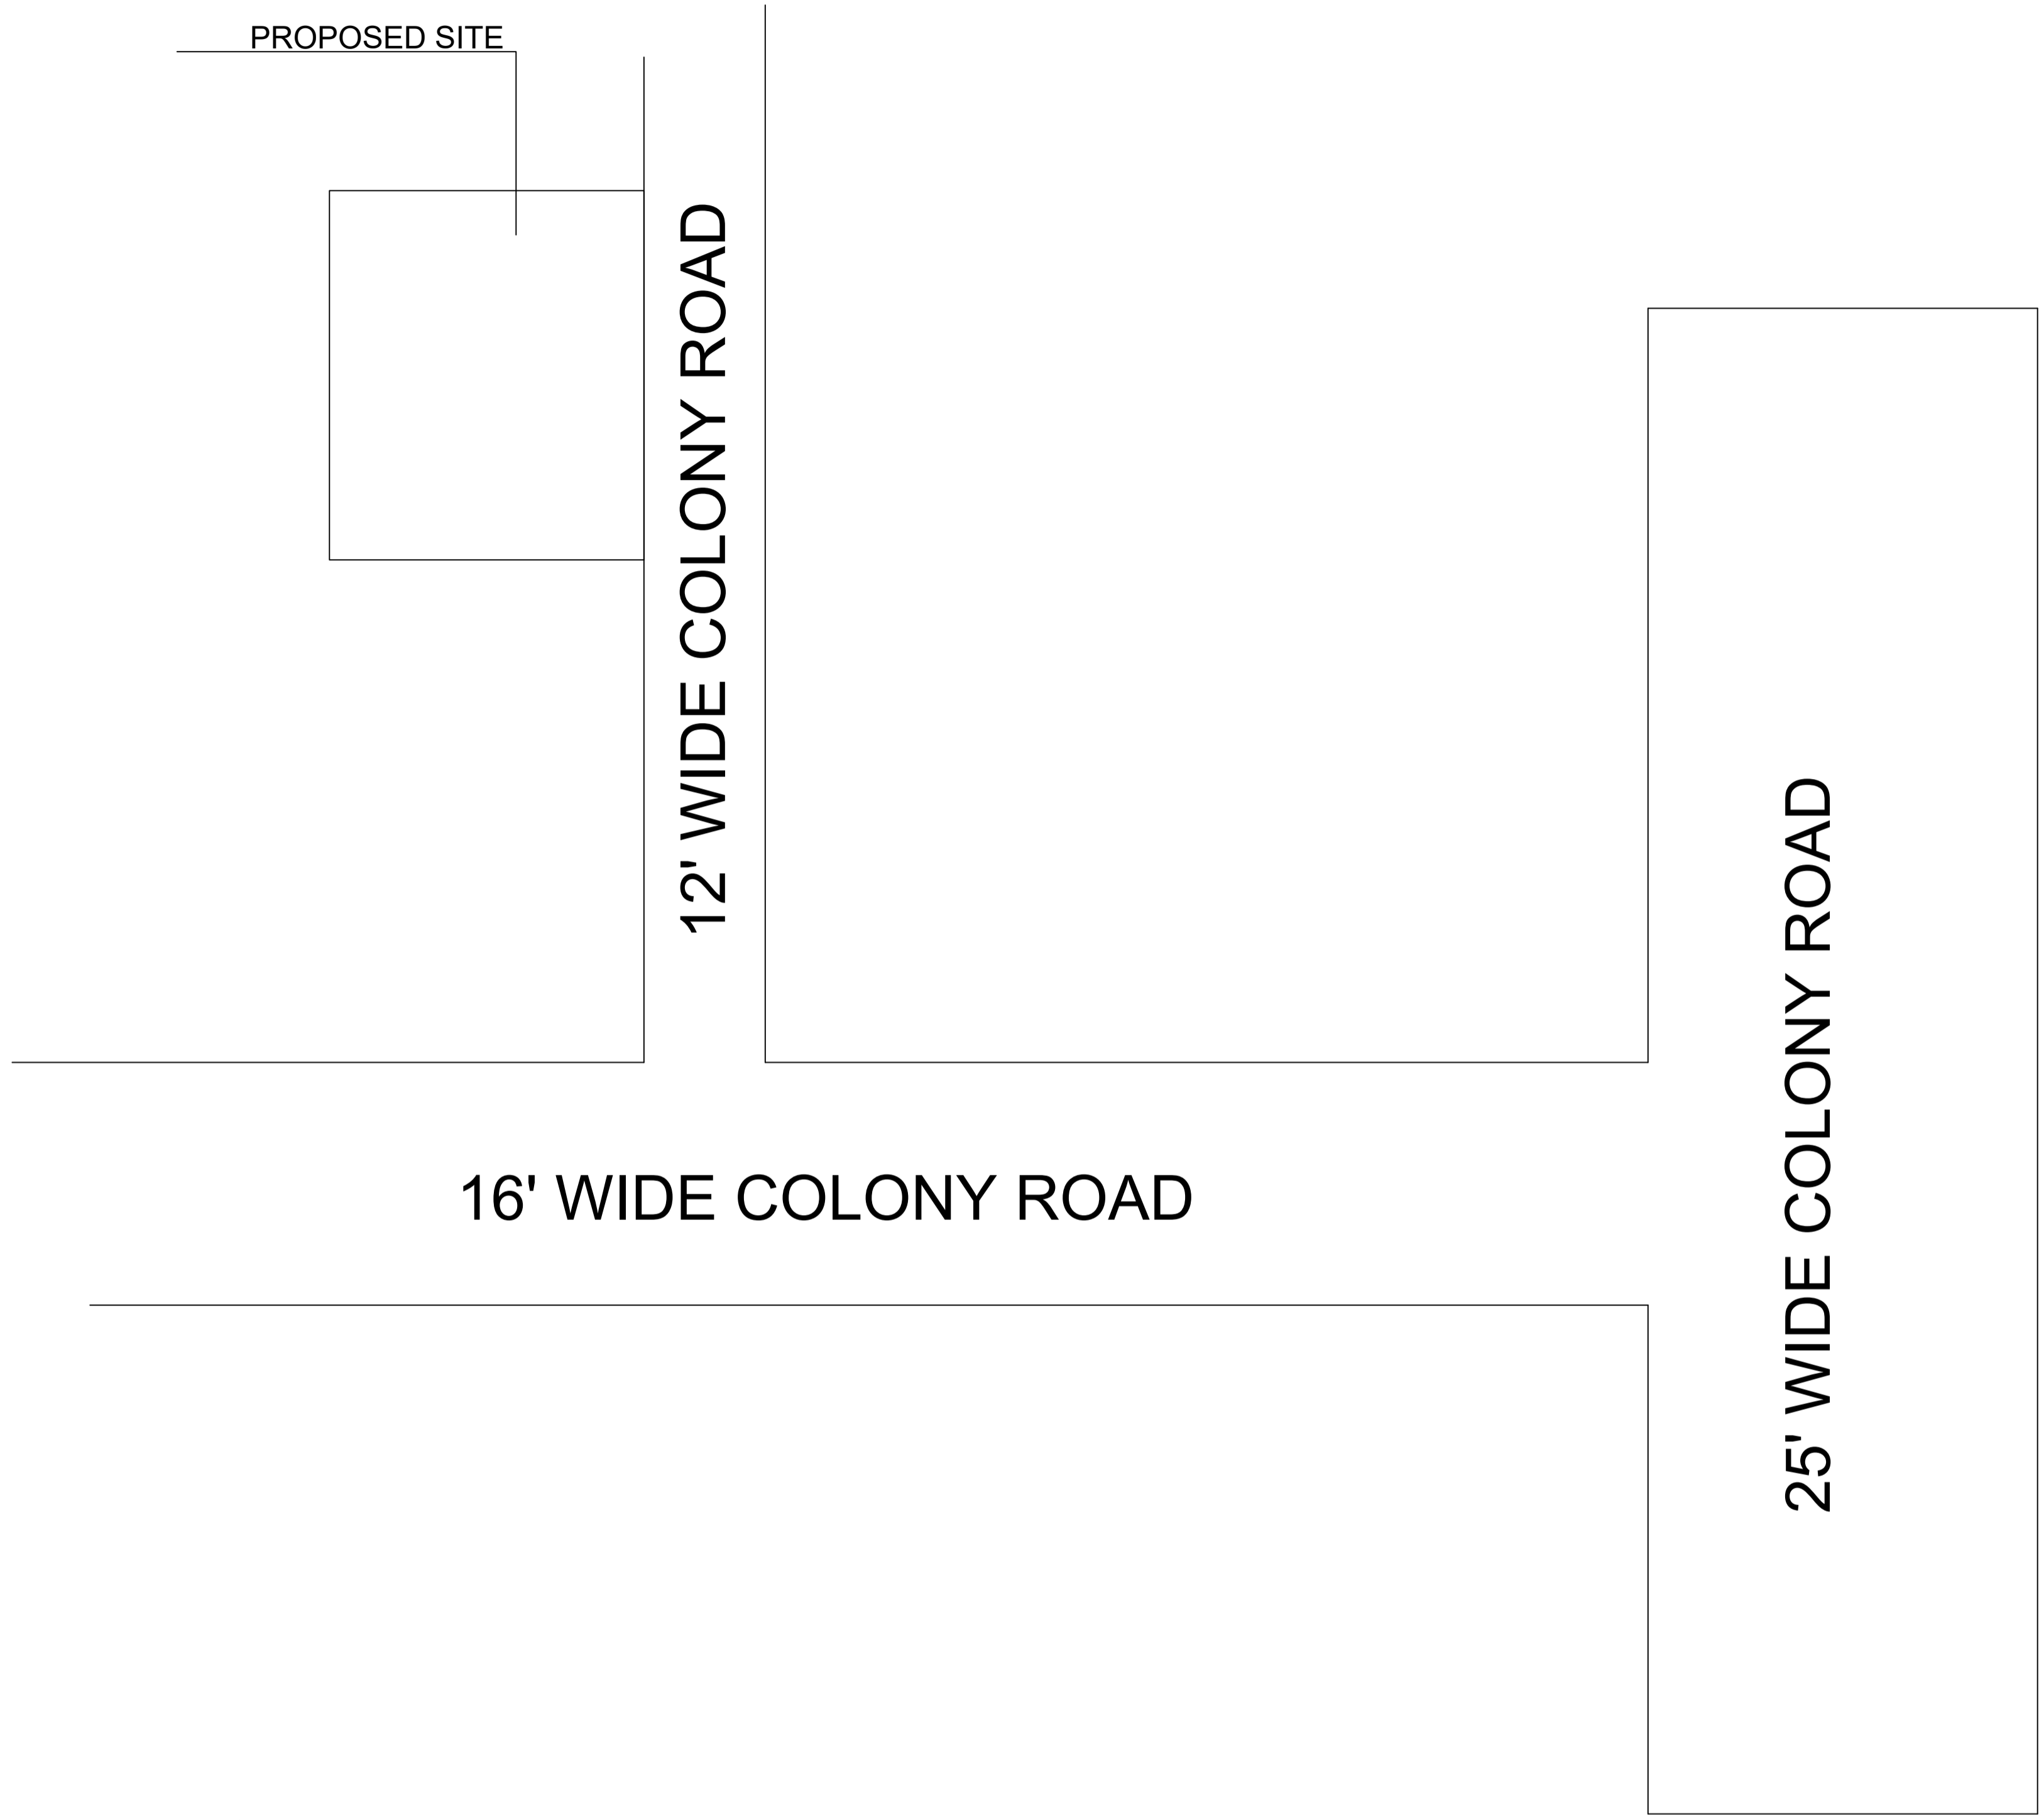 PROPOSED SITE
12' WIDE COLONY ROAD
16' WIDE COLONY ROAD
25' WIDE COLONY ROAD